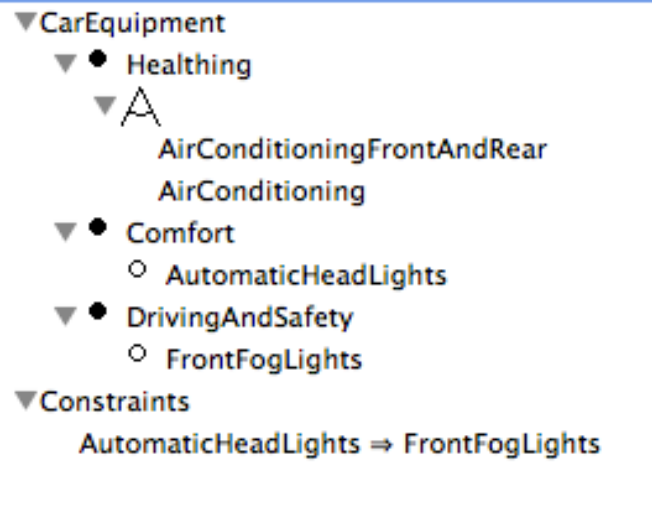 CarEquipment
Healthing
AirConditioningFrontAndRear
AirConditioning
Comfort
AutomaticHeadLights
DrivingAndSafety
FrontFogLights
Constraints
AutomaticHeadLights ⇒ FrontFogLights